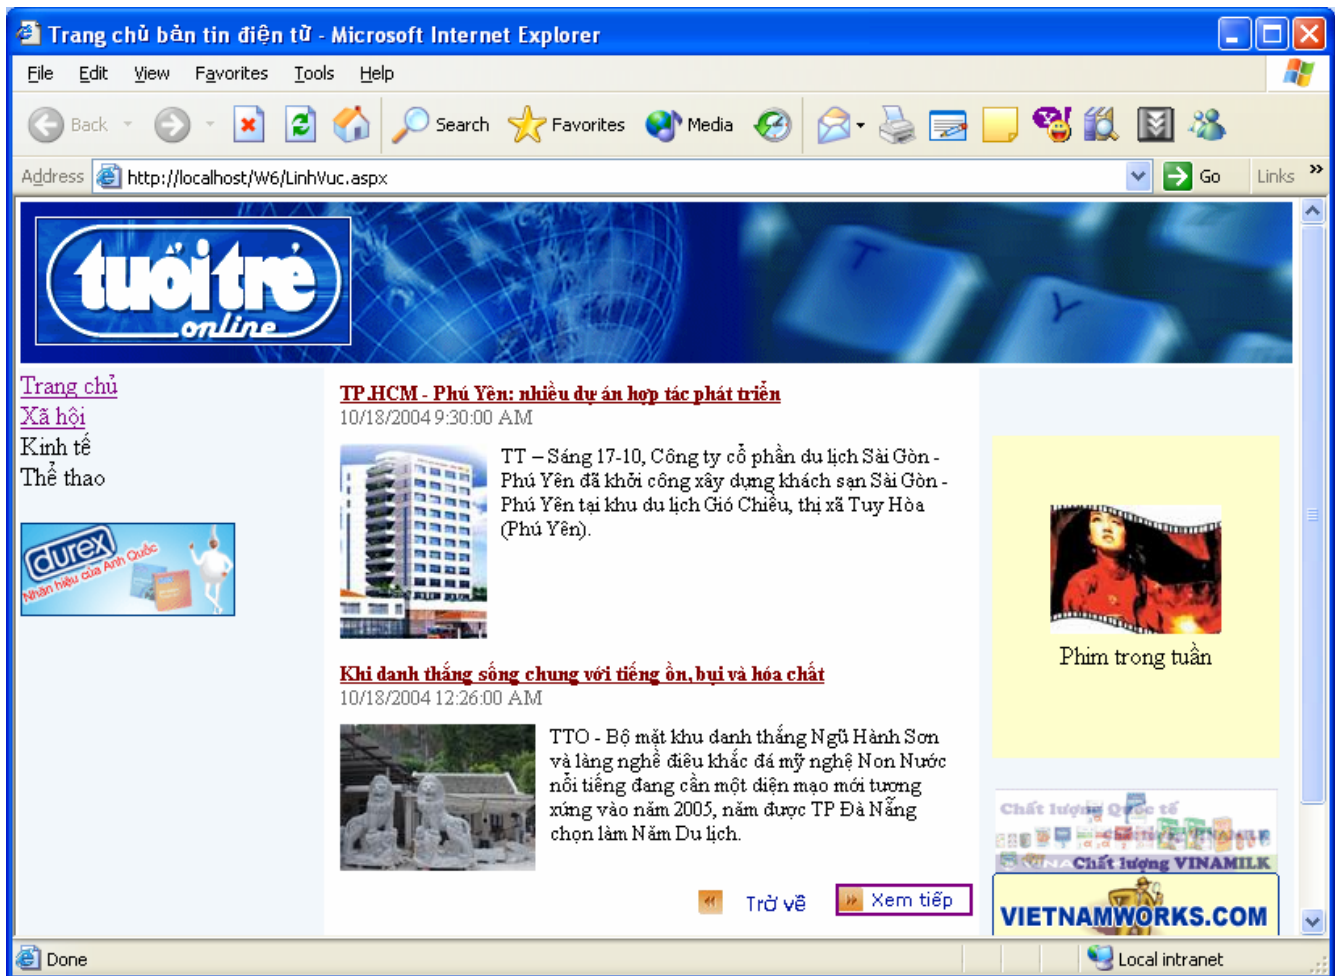 Trang chủ bản tin điện tử - Microsoft Internet Explorer
File Edit View Favorites Tools Help
Back Search Favorites Media
Address http://localhost/W6/LinhVuc.aspx Go Links »
tuổi trẻ
online
T
Y
Trang chủ
Xã hội
Kinh tế
Thể thao
durex
Nhãn hiệu của Anh Quốc
TP.HCM - Phú Yên: nhiều dự án hợp tác phát triển
10/18/2004 9:30:00 AM
TT – Sáng 17-10, Công ty cổ phần du lịch Sài Gòn -
Phú Yên đã khởi công xây dựng khách sạn Sài Gòn -
Phú Yên tại khu du lịch Gió Chiều, thị xã Tuy Hòa
(Phú Yên).
Khi danh thắng sống chung với tiếng ồn, bụi và hóa chất
10/18/2004 12:26:00 AM
TTO - Bộ mặt khu danh thắng Ngũ Hành Sơn
và làng nghề điêu khắc đá mỹ nghệ Non Nước
nổi tiếng đang cần một diện mạo mới tương
xứng vào năm 2005, năm được TP Đà Nẵng
chọn làm Năm Du lịch.
Trở về Xem tiếp
Phim trong tuần
Chất lượng Quốc tế
Chất lượng VINAMILK
VIETNAMWORKS.COM
Done Local intranet